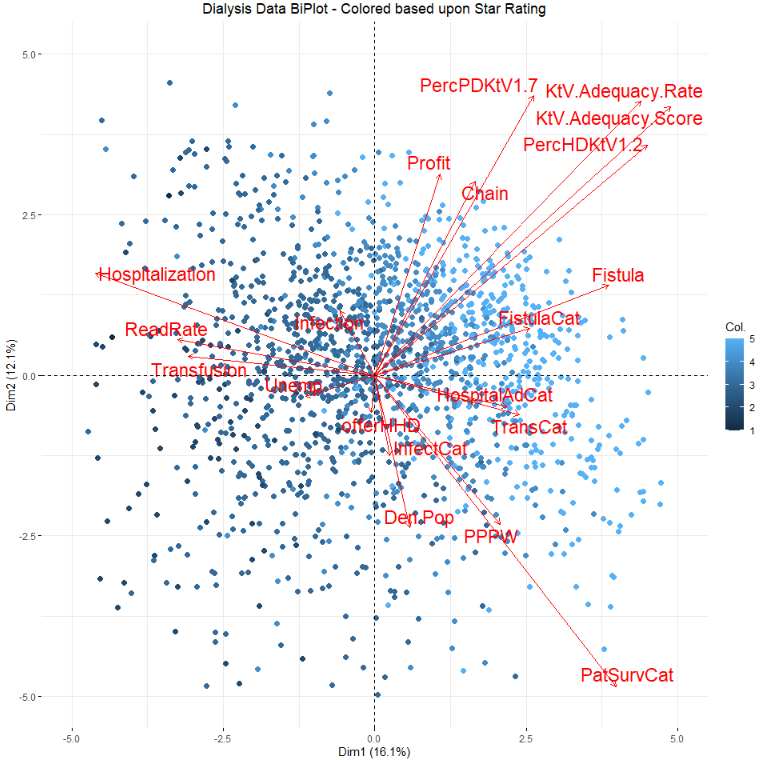 Dialysis Data BiPlot - Colored based upon Star Rating
5.0
PercPDKtV1.7
KtV.Adequacy.Rate
KtV.Adequacy.Score
PercHDKtV1.2
Profit
Chain
2.5
Hospitalization
Fistula
Infection
FistulaCat
ReadRate
Transfusion
Unemp
HospitalAdCat
0.0
offerHHD
TransCat
InfectCat
Den.Pop
PPPW
-2.5
PatSurvCat
-5.0
-5.0 -2.5 0.0 2.5 5.0
Dim1 (16.1%)
Dim2 (12.1%)
Col.
5
4
3
2
1